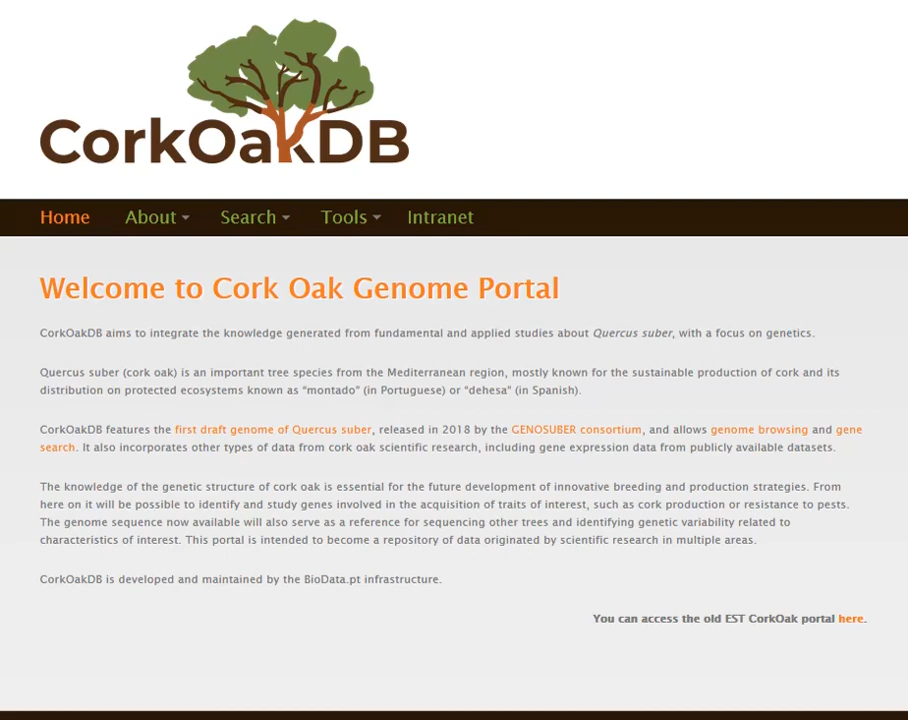 CorkOakDB
Home About Search Tools Intranet
Welcome to Cork Oak Genome Portal
CorkOakDB aims to integrate the knowledge generated from fundamental and applied studies about Quercus suber, with a focus on genetics.
Quercus suber (cork oak) is an important tree species from the Mediterranean region, mostly known for the sustainable production of cork and its
distribution on protected ecosystems known as “montado” (in Portuguese) or “dehesa” (in Spanish).
CorkOakDB features the first draft genome of Quercus suber, released in 2018 by the GENOSUBER consortium, and allows genome browsing and gene
search. It also incorporates other types of data from cork oak scientific research, including gene expression data from publicly available datasets.
The knowledge of the genetic structure of cork oak is essential for the future development of innovative breeding and production strategies. From
here on it will be possible to identify and study genes involved in the acquisition of traits of interest, such as cork production or resistance to pests.
The genome sequence now available will also serve as a reference for sequencing other trees and identifying genetic variability related to
characteristics of interest. This portal is intended to become a repository of data originated by scientific research in multiple areas.
CorkOakDB is developed and maintained by the BioData.pt infrastructure.
You can access the old EST CorkOak portal here.